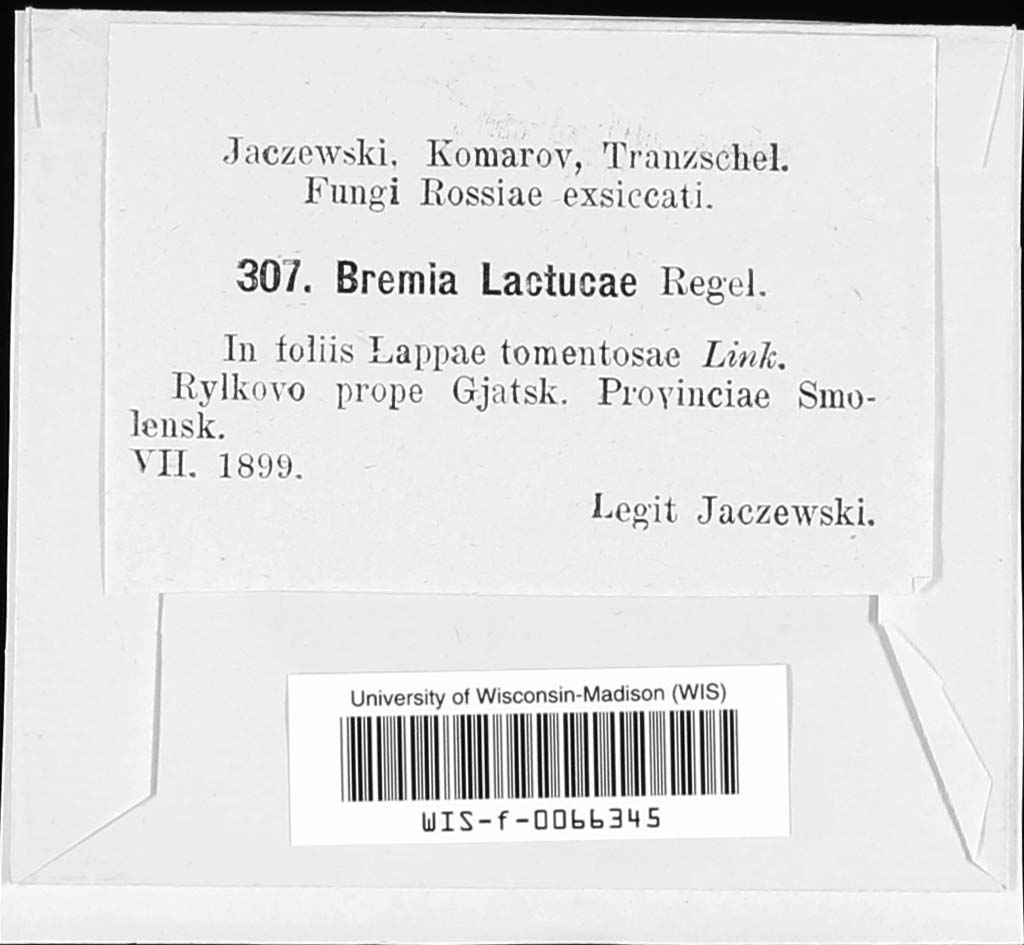 Jaczewski, Komarov, Tranzschel.
Fungi Rossiae exsiccati.
307. Bremia Lactucae Regel.
In foliis Lappae tomentosae Link.
Rylkovo prope Gjatsk. Provinciae Smo-
lensk.
VII. 1899.
Legit Jaczewski.
University of Wisconsin-Madison (WIS)
WIS-f-0066345